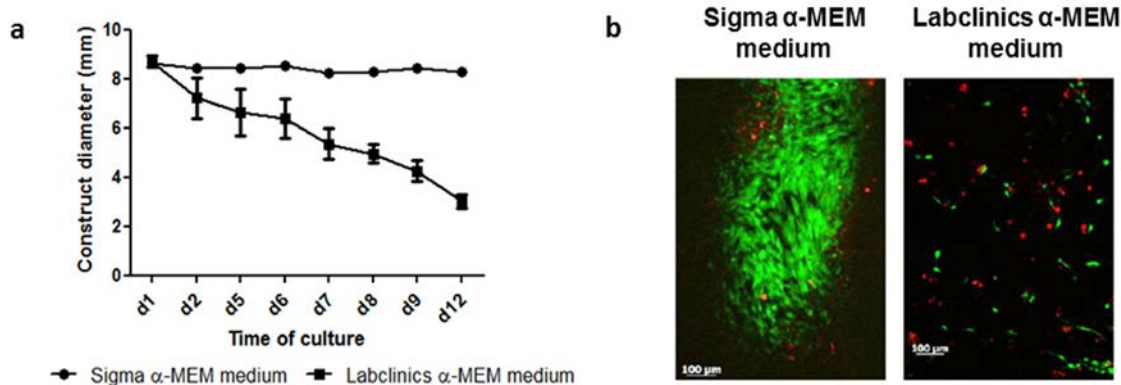 a
Construct diameter (mm)
10
8
6
4
2
0
d1 d2 d5 d6 d7 d8 d9 d12
Time of culture
Sigma α-MEM medium Labclinics α-MEM medium
b
Sigma α-MEM
medium
Labclinics α-MEM
medium
100 µm
100 µm